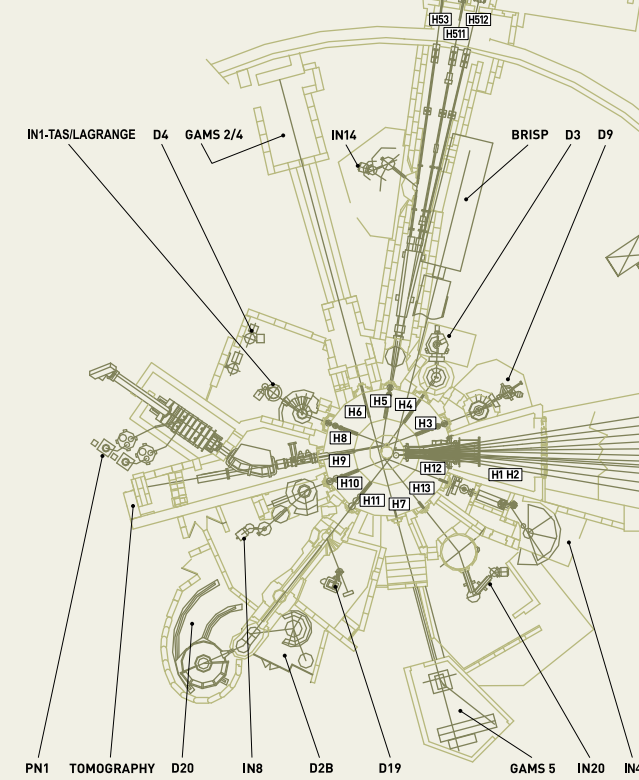 H53 H512
H511
IN1-TAS/LAGRANGE D4 GAMS 2/4 IN14 BRISP D3 D9
H5 H4
H6
H3
H8
H9
H12
H1 H2
H10
H13
H11
H7
PN1 TOMOGRAPHY D20 IN8 D2B D19 GAMS 5 IN20